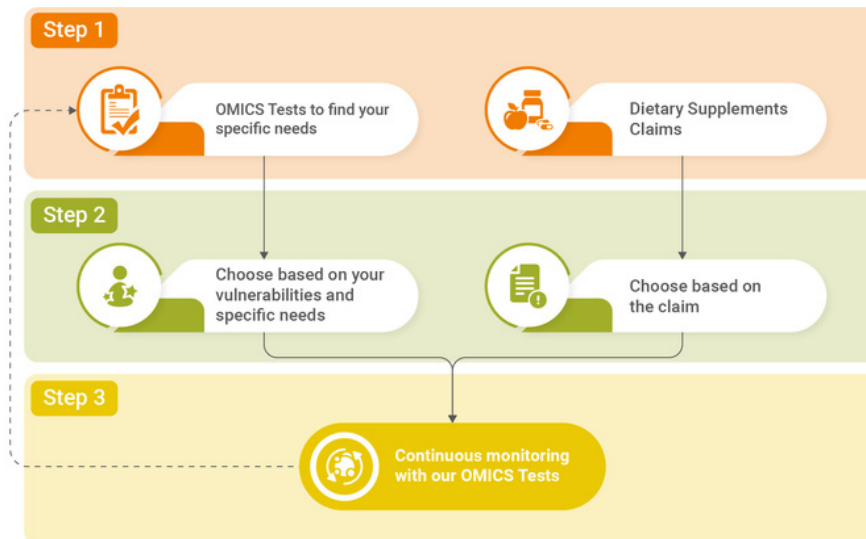 Step 1
OMICS Tests to find your
specific needs
Dietary Supplements
Claims
Step 2
Choose based on your
vulnerabilities and
specific needs
Choose based on
the claim
Step 3
Continuous monitoring
with our OMICS Tests